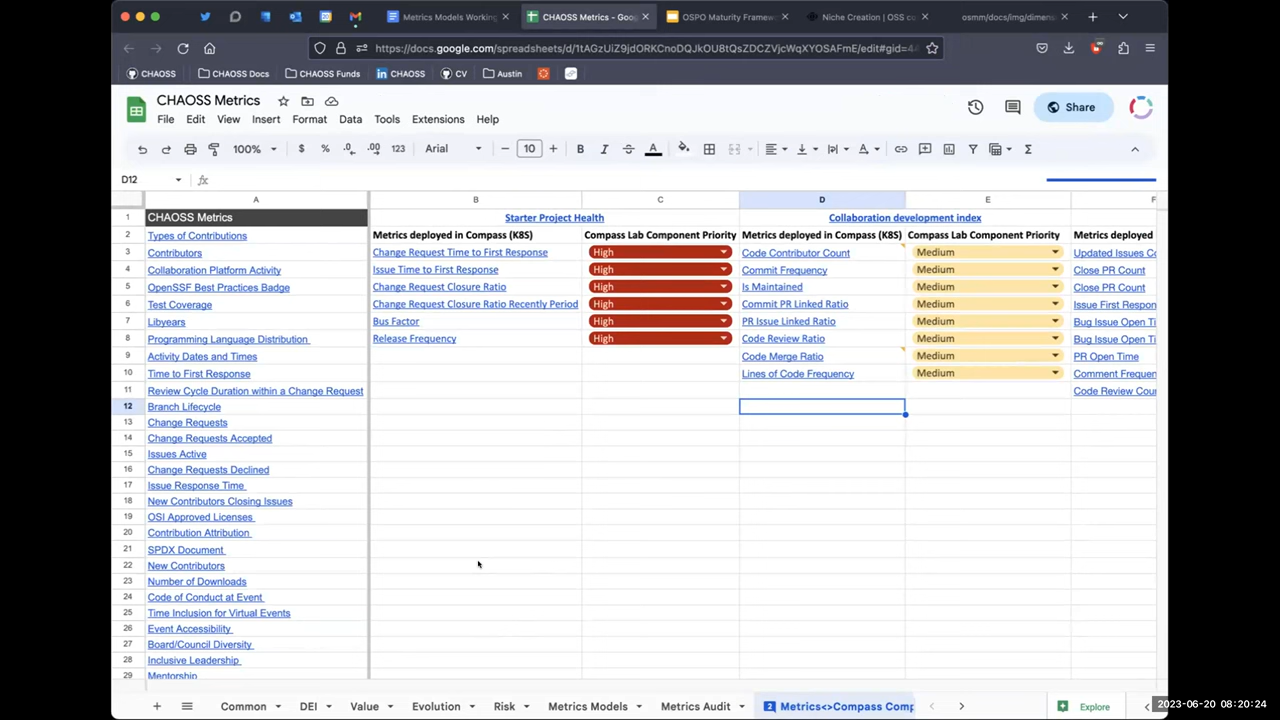 Metrics Models Working
CHAOSS Metrics - Goo
OSPO Maturity Framew
Niche Creation | OSS cu
osmm/docs/img/dimens
https://docs.google.com/spreadsheets/d/1tAGzUiZ9jdORKCnoDQJkOU8tQsZDCZVjcWqXYOSAFmE/edit#gid=4
CHAOSS
CHAOSS Docs
CHAOSS Funds
CHAOSS
CV
Austin
CHAOSS Metrics
File Edit View Insert Format Data Tools Extensions Help
Share
100% $ % .0 .00 123 Arial 10 B I S A
D12 fx
A B C D E F
1 CHAOSS Metrics Starter Project Health Collaboration development index
2 Types of Contributions Metrics deployed in Compass (K8S) Compass Lab Component Priority Metrics deployed in Compass (K&S) Compass Lab Component Priority Metrics deployed
3 Contributors Change Request Time to First Response High Code Contributor Count Medium Updated Issues Co
4 Collaboration Platform Activity Issue Time to First Response High Commit Frequency Medium Close PR Count
5 OpenSSF Best Practices Badge Change Request Closure Ratio High Is Maintained Medium Close PR Count
6 Test Coverage Change Request Closure Ratio Recently Period High Commit PR Linked Ratio Medium Issue First Respon
7 Libyears Bus Factor High PR Issue Linked Ratio Medium Bug Issue Open Ti
8 Programming Language Distribution Release Frequency High Code Review Ratio Medium Bug Issue Open Ti
9 Activity Dates and Times Code Merge Ratio Medium PR Open Time
10 Time to First Response Lines of Code Frequency Medium Comment Frequen
11 Review Cycle Duration within a Change Request Code Review Cour
12 Branch Lifecycle
13 Change Requests
14 Change Requests Accepted
15 Issues Active
16 Change Requests Declined
17 Issue Response Time
18 New Contributors Closing Issues
19 OSI Approved Licenses
20 Contribution Attribution
21 SPDX Document
22 New Contributors
23 Number of Downloads
24 Code of Conduct at Event
25 Time Inclusion for Virtual Events
26 Event Accessibility
27 Board/Council Diversity
28 Inclusive Leadership
29 Mentorship
Common DEI Value Evolution Risk Metrics Models Metrics Audit 2 Metrics<>Compass Comp Explore
2023-06-20 08:20:24